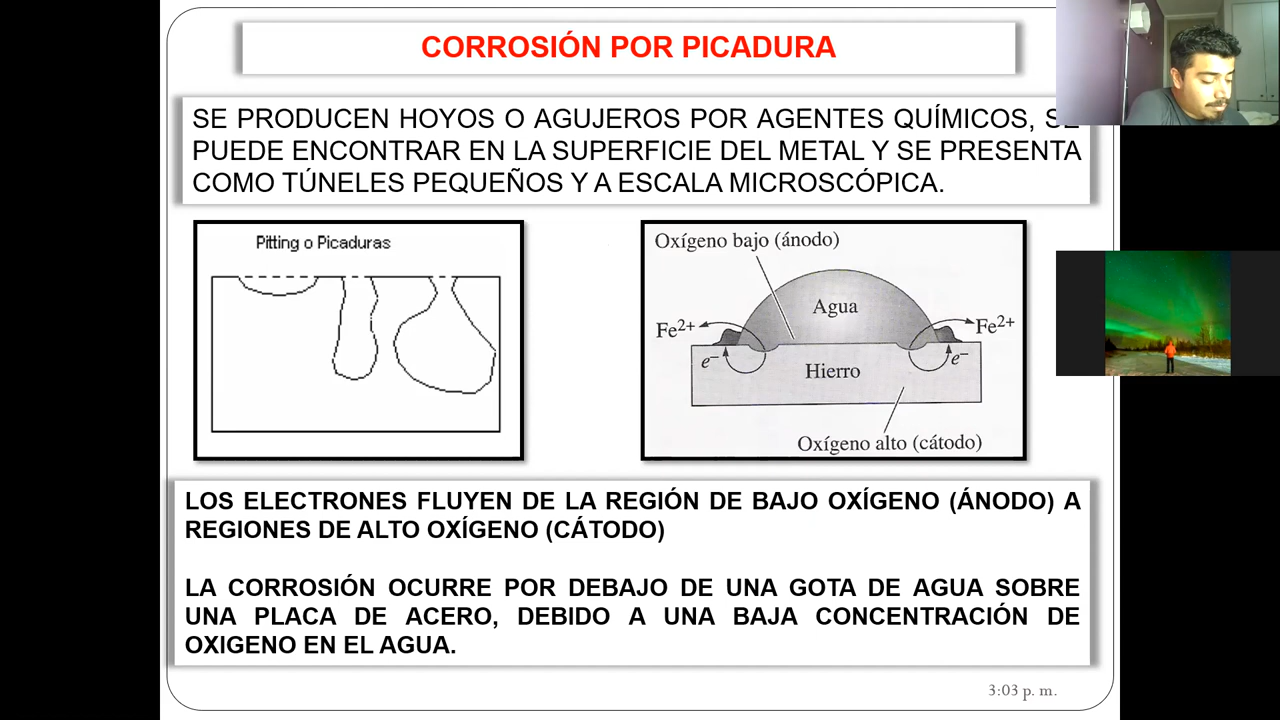 CORROSIÓN POR PICADURA
SE PRODUCEN HOYOS O AGUJEROS POR AGENTES QUÍMICOS, SE
PUEDE ENCONTRAR EN LA SUPERFICIE DEL METAL Y SE PRESENTA
COMO TÚNELES PEQUEÑOS Y A ESCALA MICROSCÓPICA.
Pitting o Picaduras
Oxígeno bajo (ánodo)
Agua
Fe2+
Fe2+
e−
e−
Hierro
Oxígeno alto (cátodo)
LOS ELECTRONES FLUYEN DE LA REGIÓN DE BAJO OXÍGENO (ÁNODO) A
REGIONES DE ALTO OXÍGENO (CÁTODO)
LA CORROSIÓN OCURRE POR DEBAJO DE UNA GOTA DE AGUA SOBRE
UNA PLACA DE ACERO, DEBIDO A UNA BAJA CONCENTRACIÓN DE
OXIGENO EN EL AGUA.
3:03 p. m.